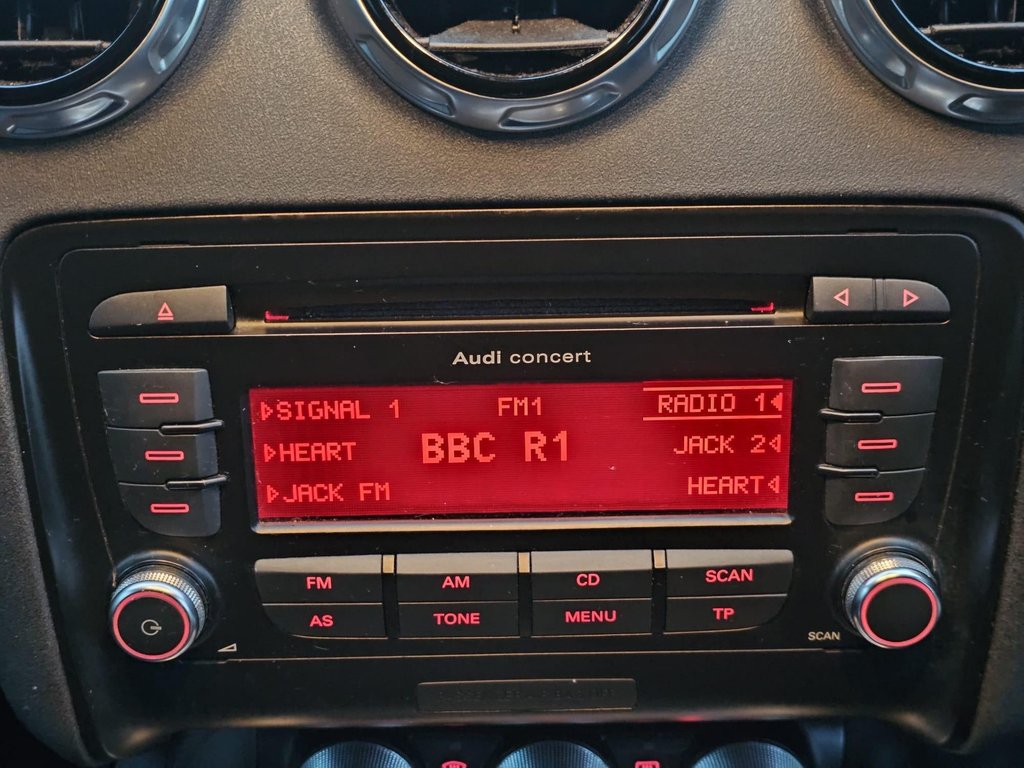 Audi concert
SIGNAL 1 FM1 RADIO 1
HEART BBC R1 JACK 2
JACK FM HEART
FM AM CD SCAN
AS TONE MENU TP
SCAN